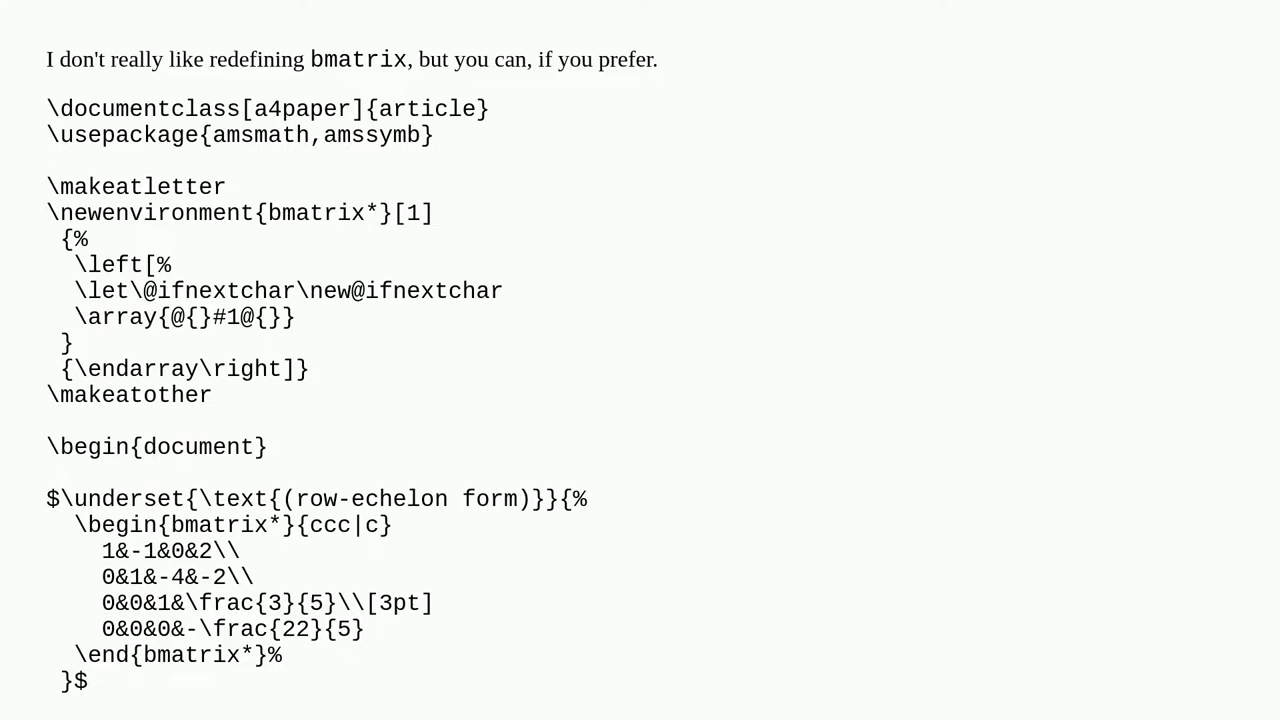 I don't really like redefining bmatrix, but you can, if you prefer.
\documentclass[a4paper]{article}
\usepackage{amsmath,amssymb}
\makeatletter
\newenvironment{bmatrix*}[1]
{%
\left[%
\let\@ifnextchar\new@ifnextchar
\array{@{}#1@{}}
}
{\endarray\right]}
\makeatother
\begin{document}
$\underset{\text{(row-echelon form)}}{%
\begin{bmatrix*}{ccc|c}
1&-1&0&2\\
0&1&-4&-2\\
0&0&1&\frac{3}{5}\\[3pt]
0&0&0&-\frac{22}{5}
\end{bmatrix*}%
}$